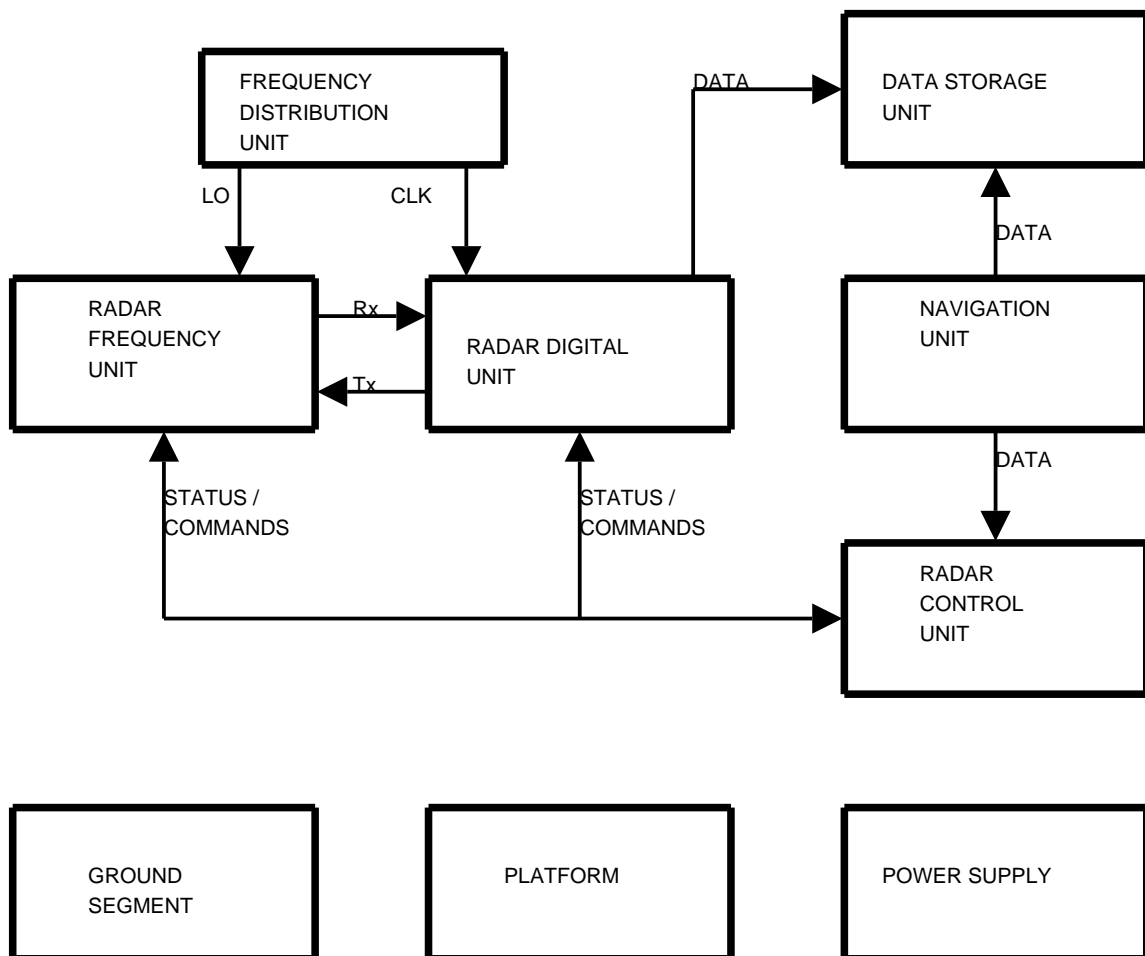 FREQUENCY
DISTRIBUTION
UNIT
DATA
DATA STORAGE
UNIT
LO
CLK
DATA
RADAR
FREQUENCY
UNIT
Rx
Tx
RADAR DIGITAL
UNIT
NAVIGATION
UNIT
DATA
STATUS /
COMMANDS
STATUS /
COMMANDS
RADAR
CONTROL
UNIT
GROUND
SEGMENT
PLATFORM
POWER SUPPLY